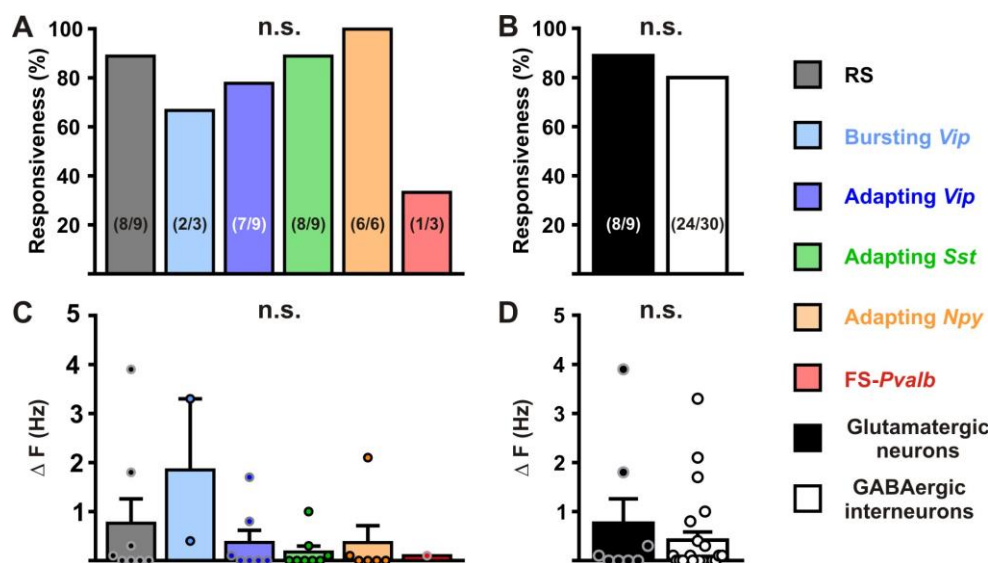 A
n.s.
Responsiveness (%)
100
80
60
40
20
(8/9)
(2/3)
(7/9)
(8/9)
(6/6)
(1/3)
B
n.s.
Responsiveness (%)
100
80
60
40
20
(8/9)
(24/30)
C
n.s.
Δ F (Hz)
5
4
3
2
1
D
n.s.
Δ F (Hz)
5
4
3
2
1
RS
Bursting Vip
Adapting Vip
Adapting Sst
Adapting Npy
FS-Pvalb
Glutamatergic
neurons
GABAergic
interneurons